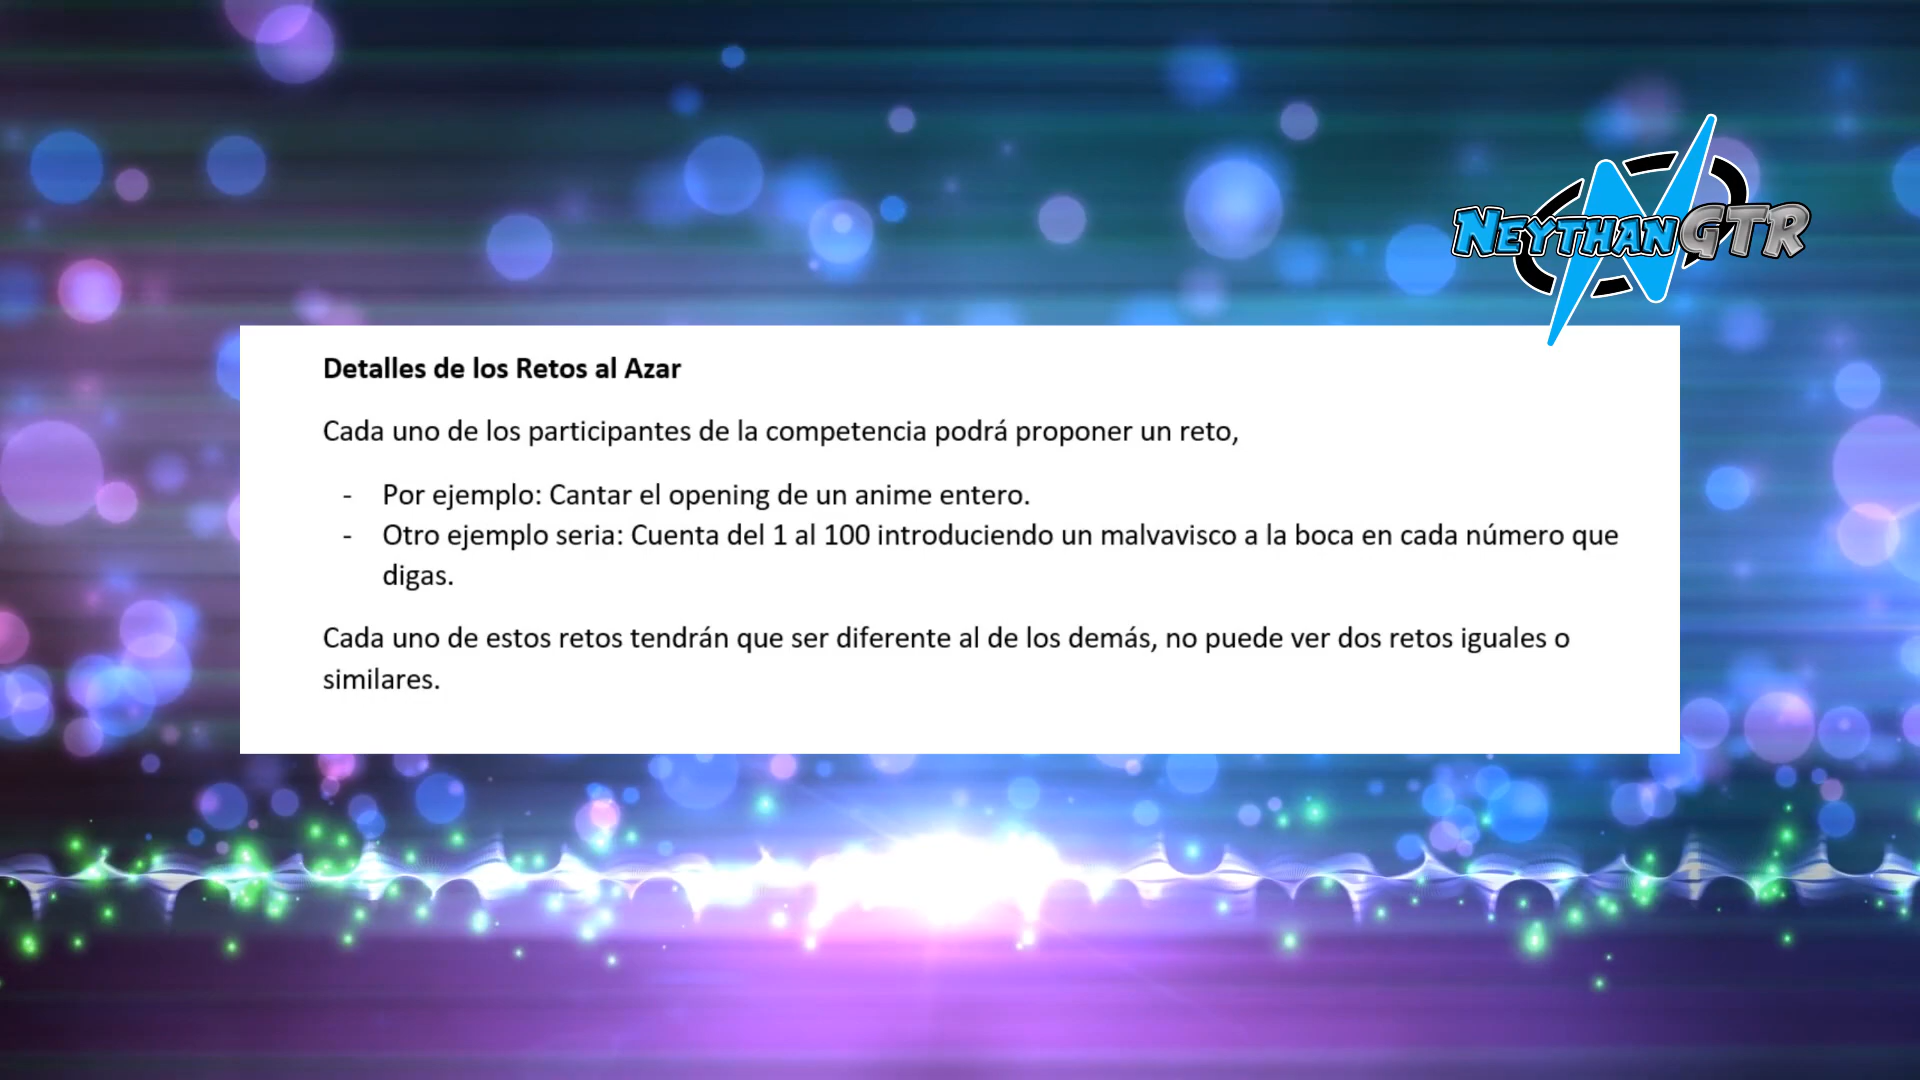 NEYTHANGTR
Detalles de los Retos al Azar
Cada uno de los participantes de la competencia podrá proponer un reto,
- Por ejemplo: Cantar el opening de un anime entero.
- Otro ejemplo seria: Cuenta del 1 al 100 introduciendo un malvavisco a la boca en cada número que
digas.
Cada uno de estos retos tendrán que ser diferente al de los demás, no puede ver dos retos iguales o
similares.